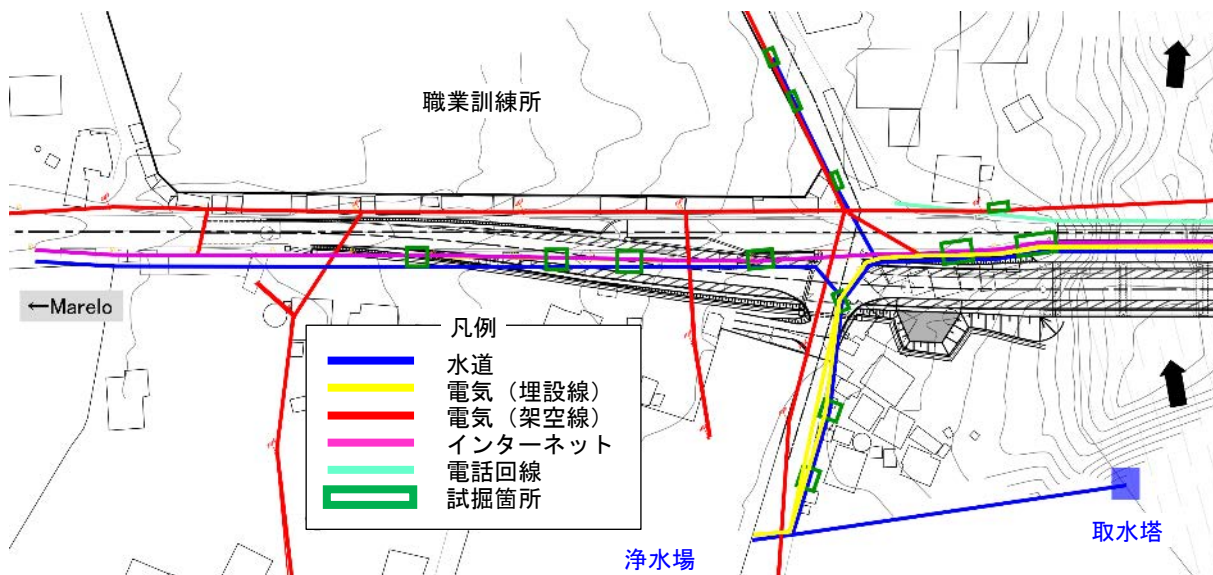 職業訓練所
←Marelo
凡例
水道
電気（埋設線）
電気（架空線）
インターネット
電話回線
試掘箇所
取水塔
浄水場